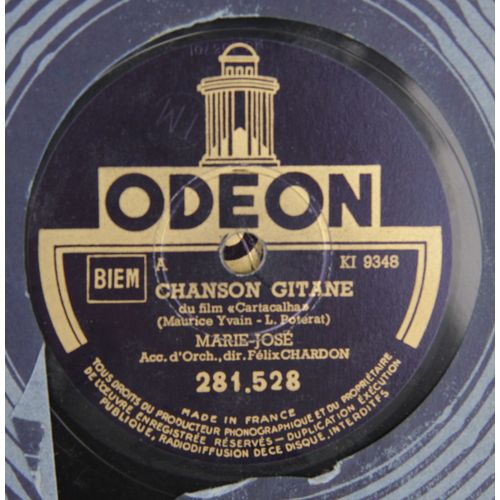 ODEON
A
KI 9348
BIEM
CHANSON GITANE
du film «Cartacalha»
(Maurice Yvain - L. Poterat)
MARIE-JOSÉ
Acc. d'Orch., dir. Félix CHARDON
281.528
MADE IN FRANCE
TOUS DROITS DU PRODUCTEUR PHONOGRAPHIQUE ET DU PROPRIÉTAIRE
DE L'ŒUVRE ENREGISTRÉE RÉSERVÉS - DUPLICATION EXÉCUTION
PUBLIQUE, RADIODIFFUSION DE CE DISQUE, INTERDITS